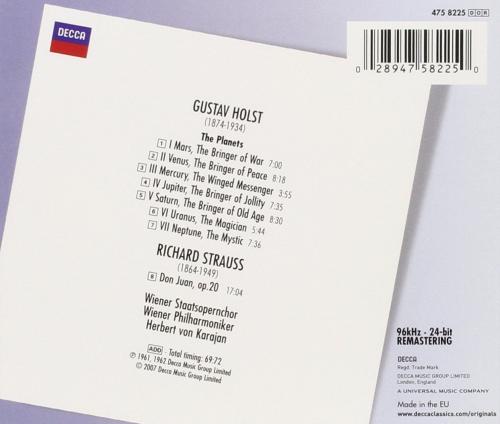 DECCA
475 8225 G O R
0 28947 58225 0
GUSTAV HOLST
(1874-1934)
The Planets
1 I Mars, The Bringer of War 7:00
2 II Venus, The Bringer of Peace 8:18
3 III Mercury, The Winged Messenger 3:55
4 IV Jupiter, The Bringer of Jollity 7:35
5 V Saturn, The Bringer of Old Age 8:30
6 VI Uranus, The Magician 5:44
7 VII Neptune, The Mystic 7:36
RICHARD STRAUSS
(1864-1949)
8 Don Juan, op.20 17:04
Wiener Staatsopernchor
Wiener Philharmoniker
Herbert von Karajan
ADD Total timing: 69:72
℗ 1961, 1962 Decca Music Group Limited
© 2007 Decca Music Group Limited
96kHz - 24-bit
REMASTERING
DECCA
Regd. Trade Mark
DECCA MUSIC GROUP LIMITED
London, England
A UNIVERSAL MUSIC COMPANY
Made in the EU
www.deccaclassics.com/originals